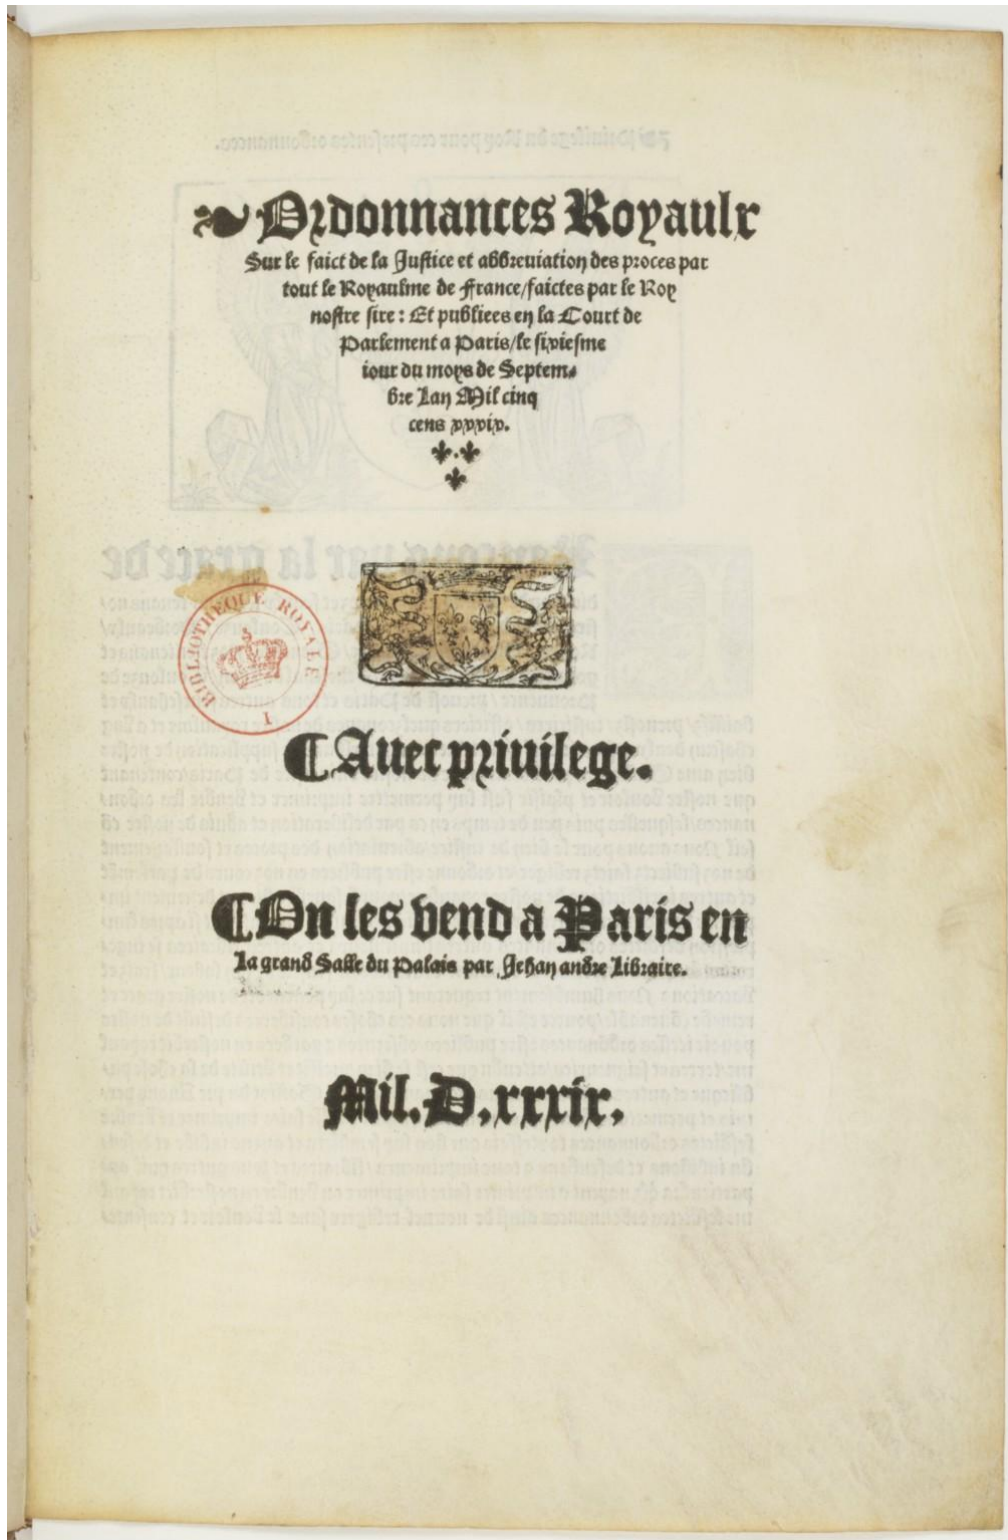 Ordonnances Royaulx
Sur le faict de la Justice et abbreuiation des proces par
tout le Royaulme de France/faictes par le Roy
nostre sire : Et publiees en la Court de
Parlement a Paris/le sixiesme
iour du moys de Septem⸗
bre Lan Mil cinq
cens xxxix.
BIBLIOTHEQUE ROYALE
I
¶ Auec priuilege.
¶ On les vend a Paris en
La grand Salle du Palais par Jehan andre Libraire.
Mil. D. xxxix.